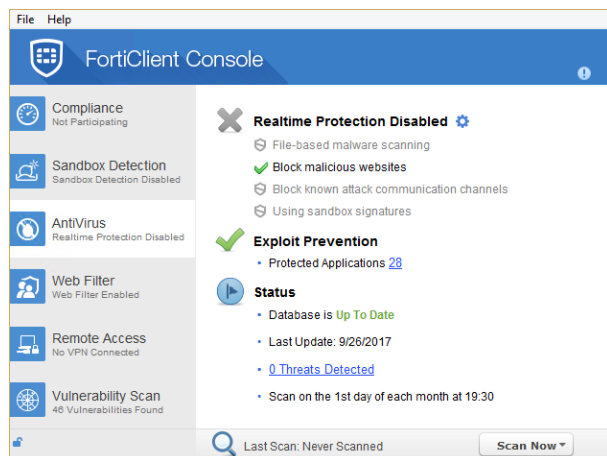 File Help
FortiClient Console
Compliance
Not Participating
Sandbox Detection
Sandbox Detection Disabled
AntiVirus
Realtime Protection Disabled
Web Filter
Web Filter Enabled
Remote Access
No VPN Connected
Vulnerability Scan
46 Vulnerabilities Found
Realtime Protection Disabled
File-based malware scanning
Block malicious websites
Block known attack communication channels
Using sandbox signatures
Exploit Prevention
• Protected Applications 28
Status
• Database is Up To Date
• Last Update: 9/26/2017
• 0 Threats Detected
• Scan on the 1st day of each month at 19:30
Last Scan: Never Scanned
Scan Now